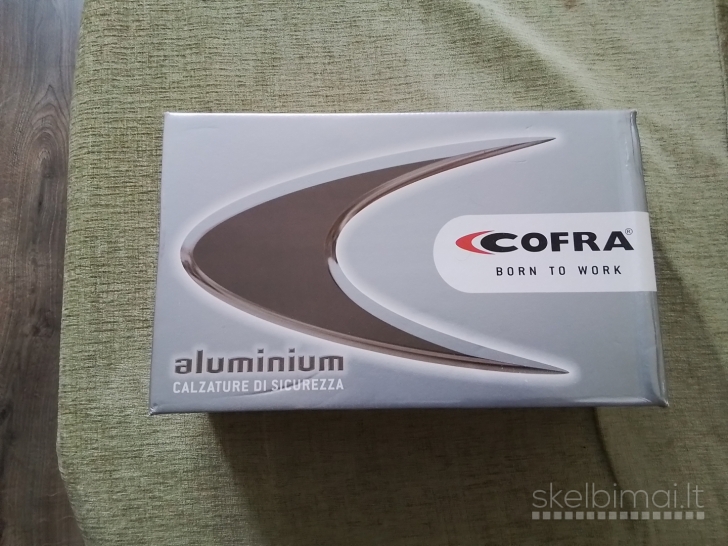 COFRA®
BORN TO WORK
aluminium
CALZATURE DI SICUREZZA
skelbimai.lt